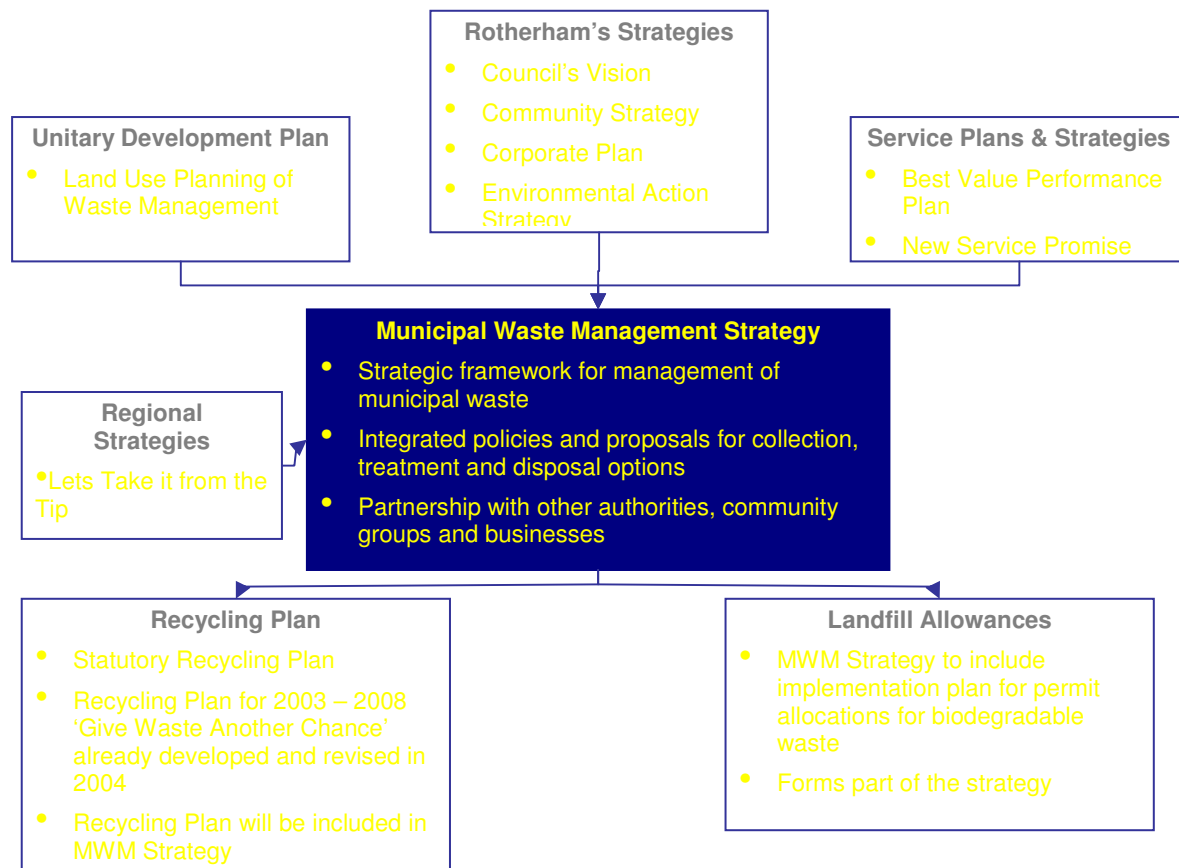 Rotherham's Strategies
• Council's Vision
• Community Strategy
• Corporate Plan
• Environmental Action
Strategy
Unitary Development Plan
• Land Use Planning of
Waste Management
Service Plans & Strategies
• Best Value Performance
Plan
• New Service Promise
Municipal Waste Management Strategy
• Strategic framework for management of
municipal waste
• Integrated policies and proposals for collection,
treatment and disposal options
• Partnership with other authorities, community
groups and businesses
Regional
Strategies
•Lets Take it from the
Tip
Recycling Plan
• Statutory Recycling Plan
• Recycling Plan for 2003 – 2008
‘Give Waste Another Chance’
already developed and revised in
2004
• Recycling Plan will be included in
MWM Strategy
Landfill Allowances
• MWM Strategy to include
implementation plan for permit
allocations for biodegradable
waste
• Forms part of the strategy